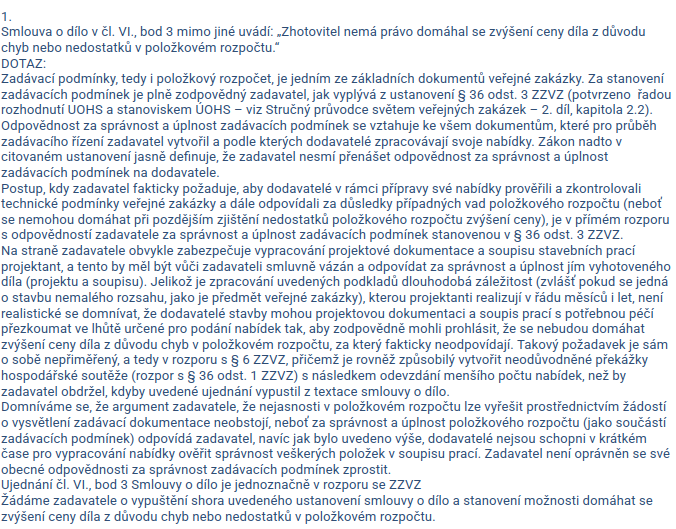 1.
Smlouva o dílo v čl. VI., bod 3 mimo jiné uvádí: „Zhotovitel nemá právo domáhal se zvýšení ceny díla z důvodu
chyb nebo nedostatků v položkovém rozpočtu.“
DOTAZ:
Zadávací podmínky, tedy i položkový rozpočet, je jedním ze základních dokumentů veřejné zakázky. Za stanovení
zadávacích podmínek je plně zodpovědný zadavatel, jak vyplývá z ustanovení § 36 odst. 3 ZZVZ (potvrzeno řadou
rozhodnutí UOHS a stanoviskem ÚOHS – viz Stručný průvodce světem veřejných zakázek – 2. díl, kapitola 2.2).
Odpovědnost za správnost a úplnost zadávacích podmínek se vztahuje ke všem dokumentům, které pro průběh
zadávacího řízení zadavatel vytvořil a podle kterých dodavatelé zpracovávají svoje nabídky. Zákon nadto v
citovaném ustanovení jasně definuje, že zadavatel nesmí přenášet odpovědnost za správnost a úplnost
zadávacích podmínek na dodavatele.
Postup, kdy zadavatel fakticky požaduje, aby dodavatelé v rámci přípravy své nabídky prověřili a zkontrolovali
technické podmínky veřejné zakázky a dále odpovídali za důsledky případných vad položkového rozpočtu (neboť
se nemohou domáhat při pozdějším zjištění nedostatků položkového rozpočtu zvýšení ceny), je v přímém rozporu
s odpovědností zadavatele za správnost a úplnost zadávacích podmínek stanovenou v § 36 odst. 3 ZZVZ.
Na straně zadavatele obvykle zabezpečuje vypracování projektové dokumentace a soupisu stavebních prací
projektant, a tento by měl být vůči zadavateli smluvně vázán a odpovídat za správnost a úplnost jím vyhotoveného
díla (projektu a soupisu). Jelikož je zpracování uvedených podkladů dlouhodobá záležitost (zvlášť pokud se jedná
o stavbu nemalého rozsahu, jako je předmět veřejné zakázky), kterou projektanti realizují v řádu měsíců i let, není
realistické se domnívat, že dodavatelé stavby mohou projektovou dokumentaci a soupis prací s potřebnou péčí
přezkoumat ve lhůtě určené pro podání nabídek tak, aby zodpovědně mohli prohlásit, že se nebudou domáhat
zvýšení ceny díla z důvodu chyb v položkovém rozpočtu, za který fakticky neodpovídají. Takový požadavek je sám
o sobě nepřiměřený, a tedy v rozporu s § 6 ZZVZ, přičemž je rovněž způsobilý vytvořit neodůvodněné překážky
hospodářské soutěže (rozpor s § 36 odst. 1 ZZVZ) s následkem odevzdání menšího počtu nabídek, než by
zadavatel obdržel, kdyby uvedené ujednání vypustil z textace smlouvy o dílo.
Domníváme se, že argument zadavatele, že nejasnosti v položkovém rozpočtu lze vyřešit prostřednictvím žádostí
o vysvětlení zadávací dokumentace neobstojí, neboť za správnost a úplnost položkového rozpočtu (jako součástí
zadávacích podmínek) odpovídá zadavatel, navíc jak bylo uvedeno výše, dodavatelé nejsou schopni v krátkém
čase pro vypracování nabídky ověřit správnost veškerých položek v soupisu prací. Zadavatel není oprávněn se své
obecné odpovědnosti za správnost zadávacích podmínek zprostit.
Ujednání čl. VI., bod 3 Smlouvy o dílo je jednoznačně v rozporu se ZZVZ
Žádáme zadavatele o vypuštění shora uvedeného ustanovení smlouvy o dílo a stanovení možnosti domáhat se
zvýšení ceny díla z důvodu chyb nebo nedostatků v položkovém rozpočtu.